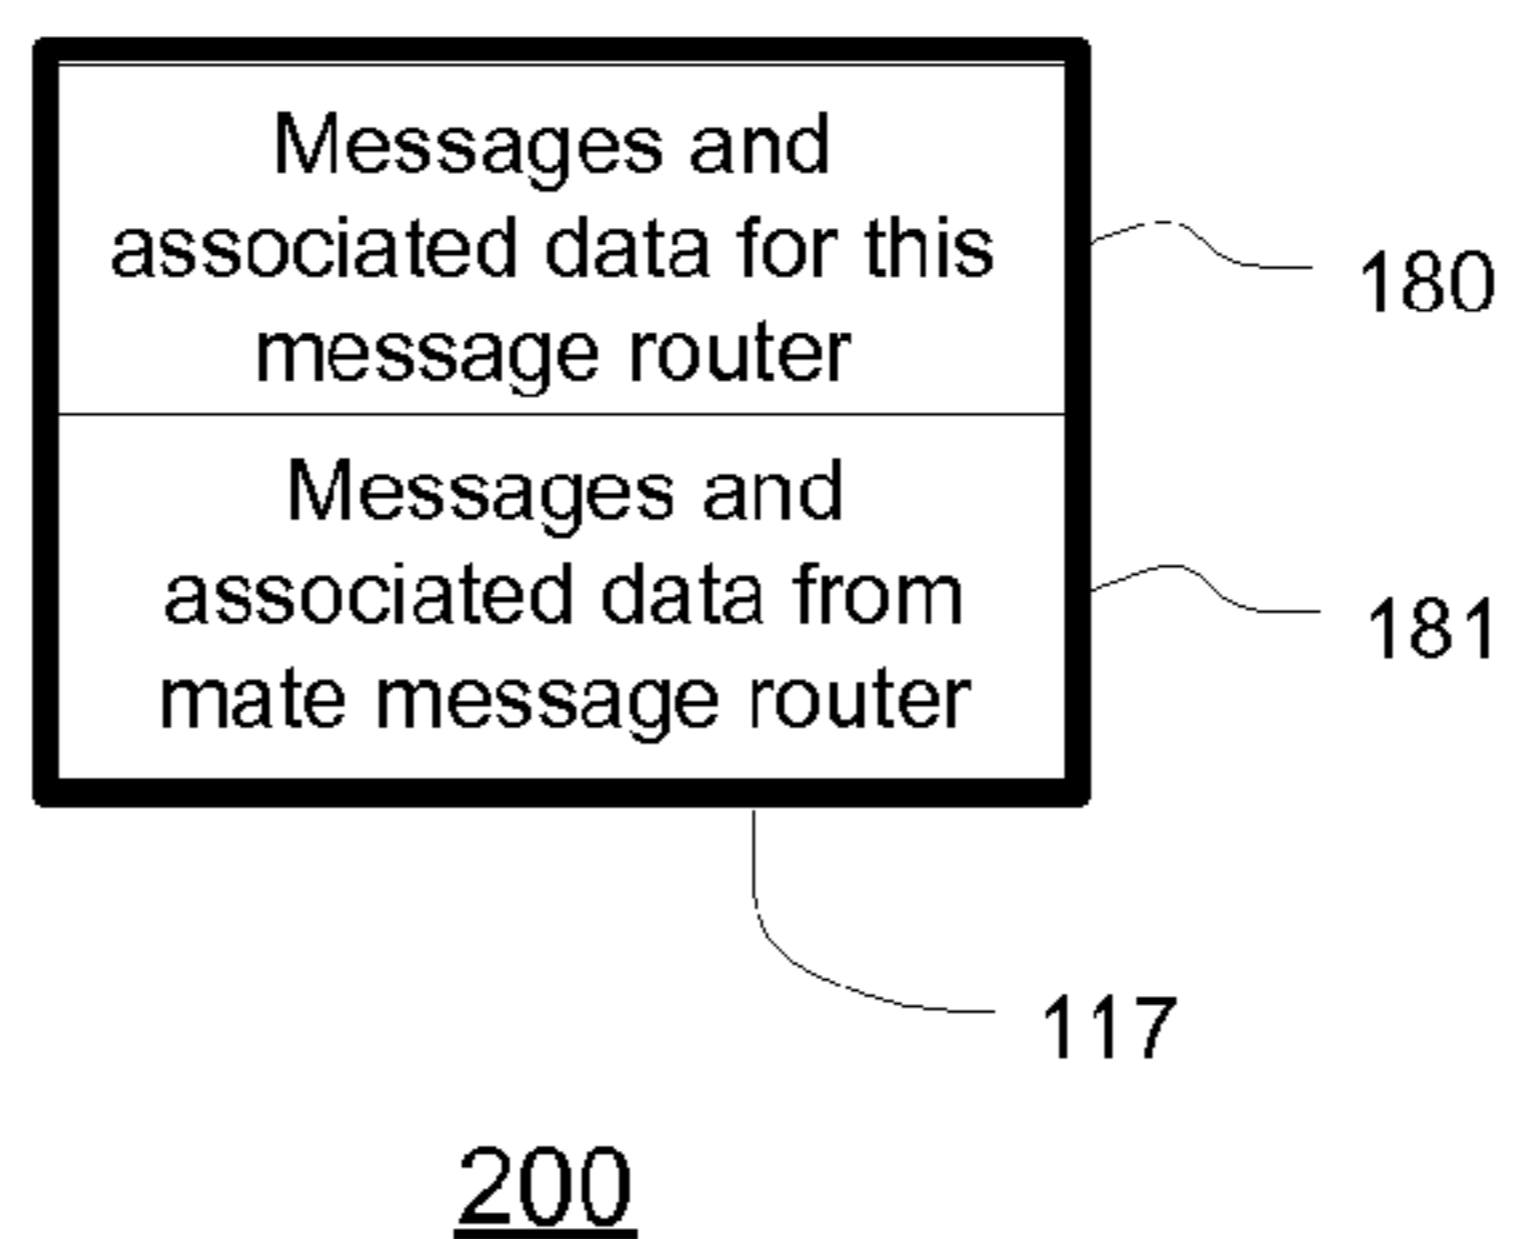 Messages and
associated data for this
message router
180
Messages and
associated data from
mate message router
181
117
200